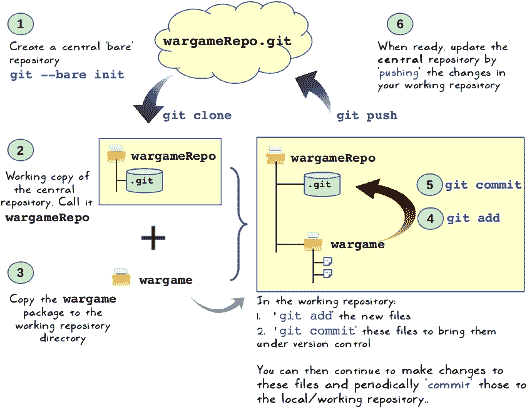 1
Create a central 'bare'
repository
git --bare init
wargameRepo.git
6
When ready, update the
central repository by
'pushing' the changes in
your working repository
git clone
git push
2
Working copy of
the central
repository. Call it
wargameRepo
wargameRepo
.git
+
3
Copy the wargame
package to the
working repository
directory
wargame
wargameRepo
.git
5 git commit
4 git add
wargame
In the working repository:
1. 'git add' the new files
2. 'git commit' these files to bring them
under version control
You can then continue to make changes to
these files and periodically 'commit' those to
the local/working repository..